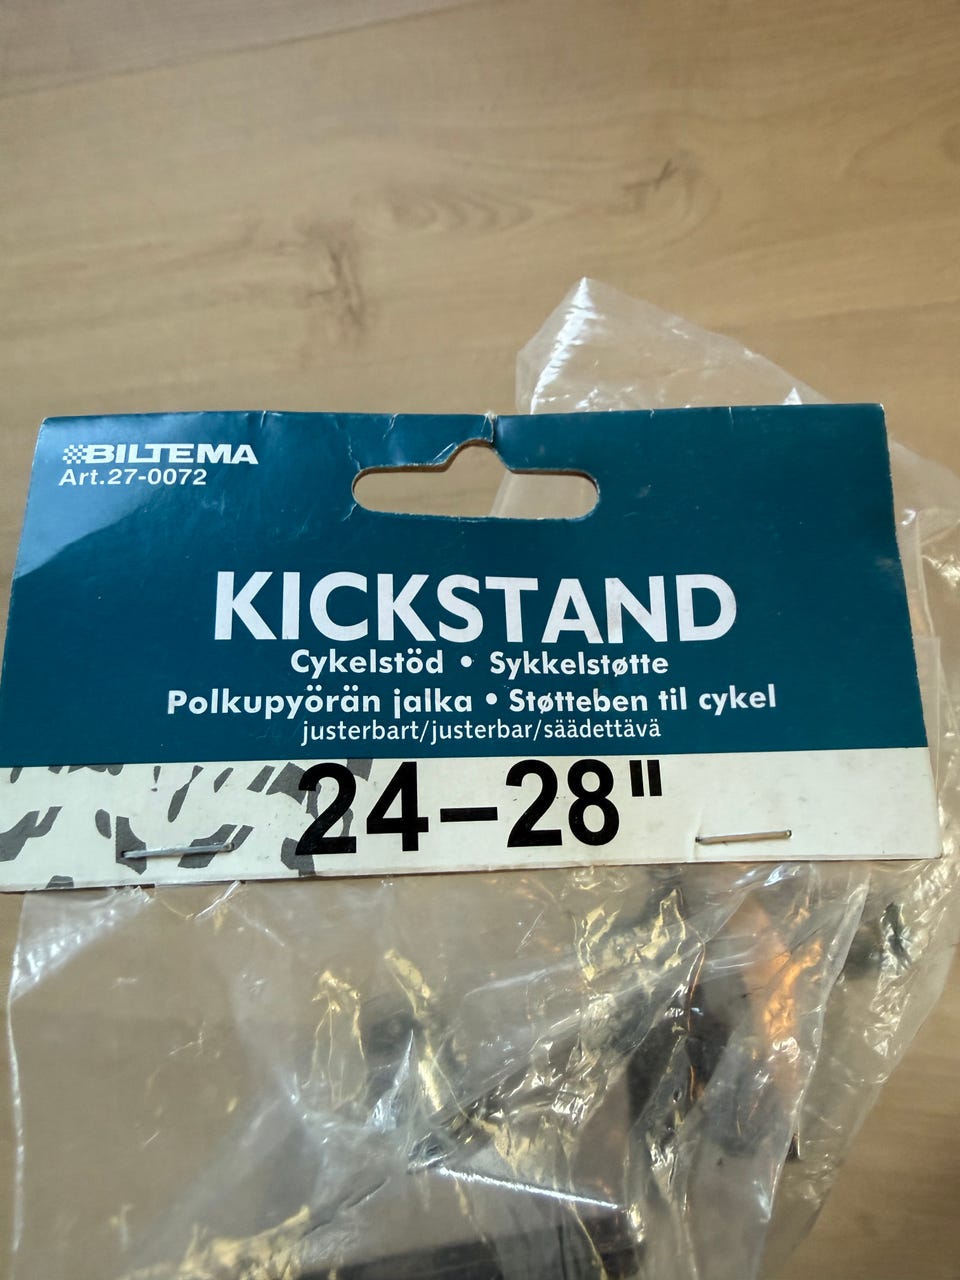 BILTEMA
Art.27-0072
KICKSTAND
Cykelstöd • Sykkelstøtte
Polkupyörän jalka • Støtteben til cykel
justerbart/justerbar/säädettävä
24–28"